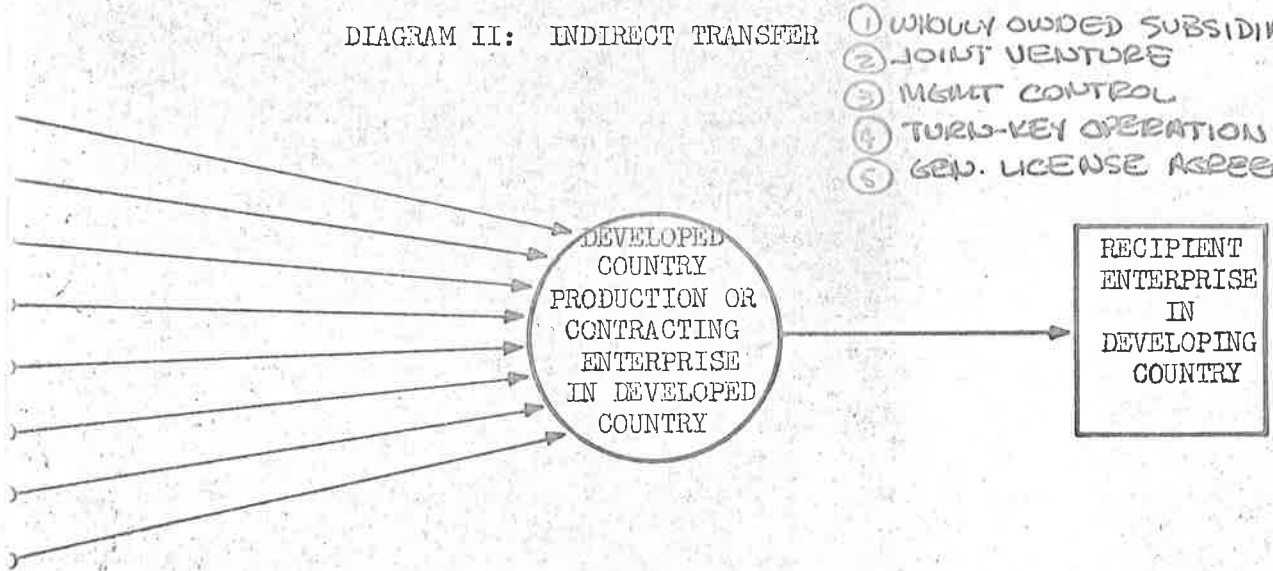 DIAGRAM II: INDIRECT TRANSFER
① WHOLLY OWDED SUBSIDI
② JOINT VENTURE
③ MGMT CONTROL
④ TURN-KEY OPERATION
⑤ GEN. LICENSE AGREE
DEVELOPED
COUNTRY
PRODUCTION OR
CONTRACTING
ENTERPRISE
IN DEVELOPED
COUNTRY
RECIPIENT
ENTERPRISE
IN
DEVELOPING
COUNTRY